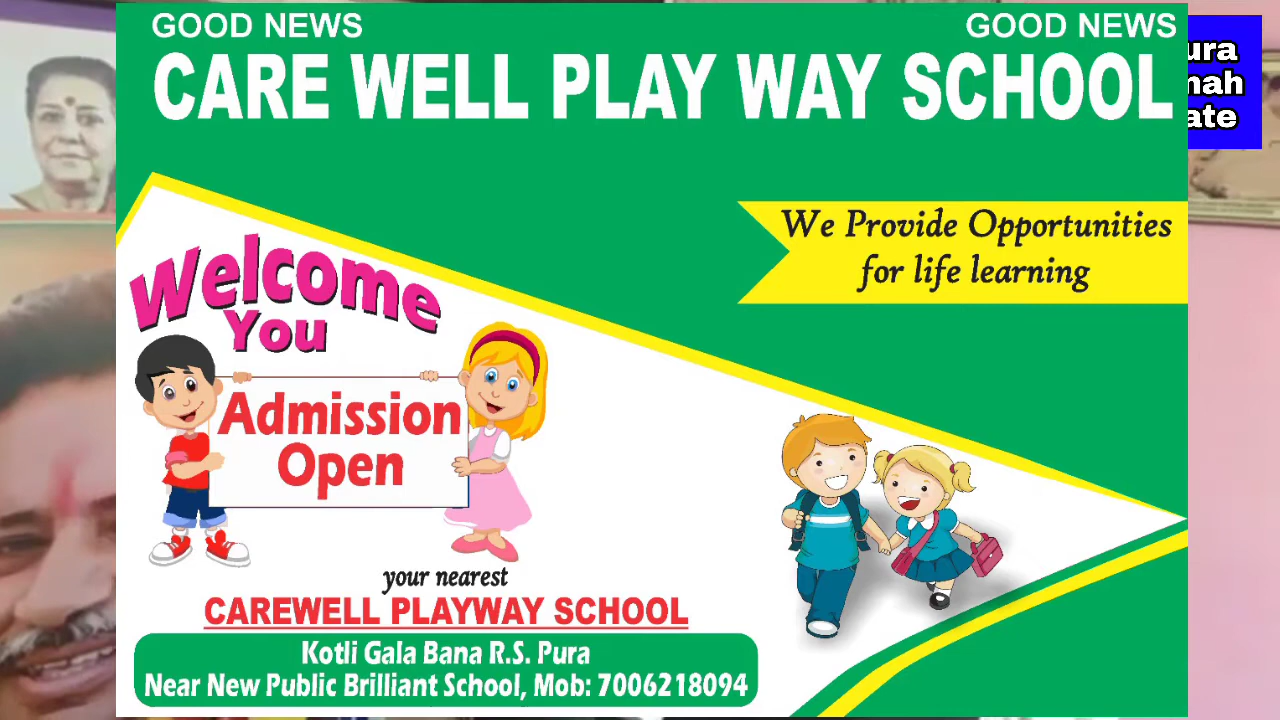 GOOD NEWS
GOOD NEWS
CARE WELL PLAY WAY SCHOOL
We Provide Opportunities
for life learning
Welcome
You
Admission
Open
your nearest
CAREWELL PLAYWAY SCHOOL
Kotli Gala Bana R.S. Pura
Near New Public Brilliant School, Mob: 7006218094